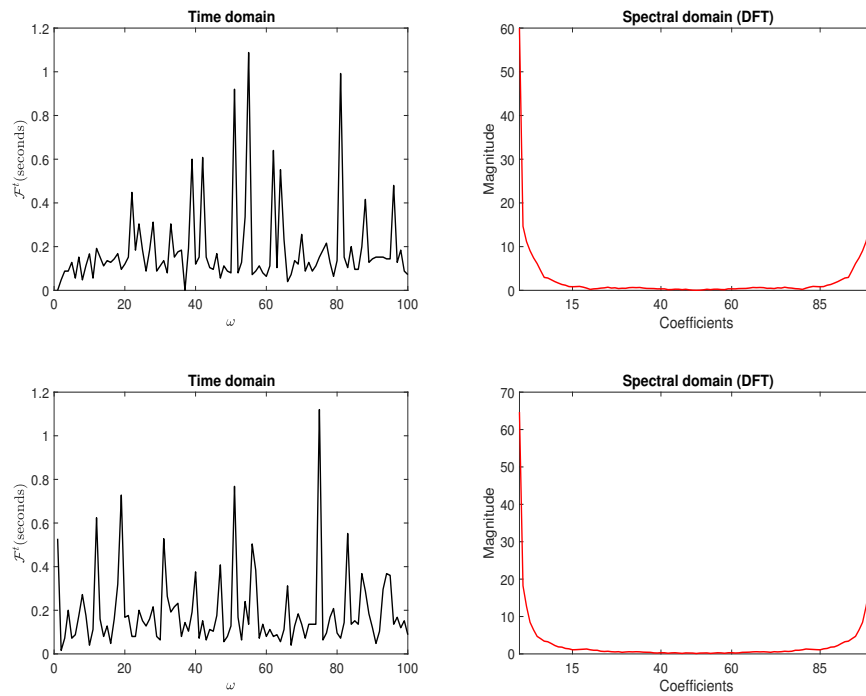 Time domain
1.2
1
0.8
0.6
0.4
0.2
0
ℱᵗ(seconds)
0 20 40 60 80 100
ω
Spectral domain (DFT)
60
50
40
30
20
10
0
Magnitude
15 40 60 85
Coefficients
Time domain
1.2
1
0.8
0.6
0.4
0.2
0
ℱᵗ(seconds)
0 20 40 60 80 100
ω
Spectral domain (DFT)
70
60
50
40
30
20
10
0
Magnitude
15 40 60 85
Coefficients